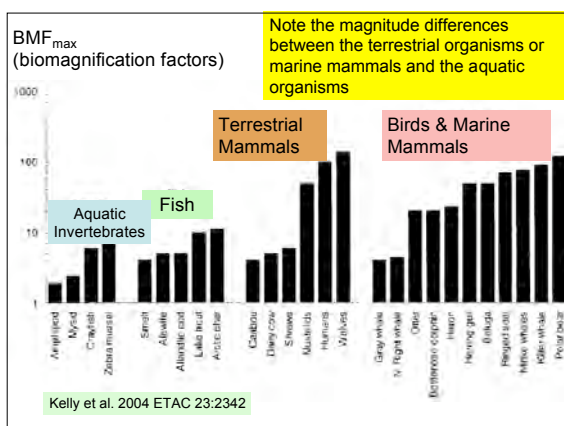 BMFmax
(biomagnification factors)
Note the magnitude differences
between the terrestrial organisms or
marine mammals and the aquatic
organisms
1000
100
10
1
Aquatic
Invertebrates
Fish
Terrestrial
Mammals
Birds & Marine
Mammals
Amphipod
Mysid
Crayfish
Zebra mussel
Smelt
Alewife
Atlantic cod
Lake trout
Arctic char
Caribou
Dairy cow
Shrews
Mustelids
Humans
Wolves
Gray whale
N. Right whale
Otter
Bottlenose dolphin
Heron
Herring gull
Beluga
Ringed seal
Minke whales
Killer whale
Polar bear
Kelly et al. 2004 ETAC 23:2342